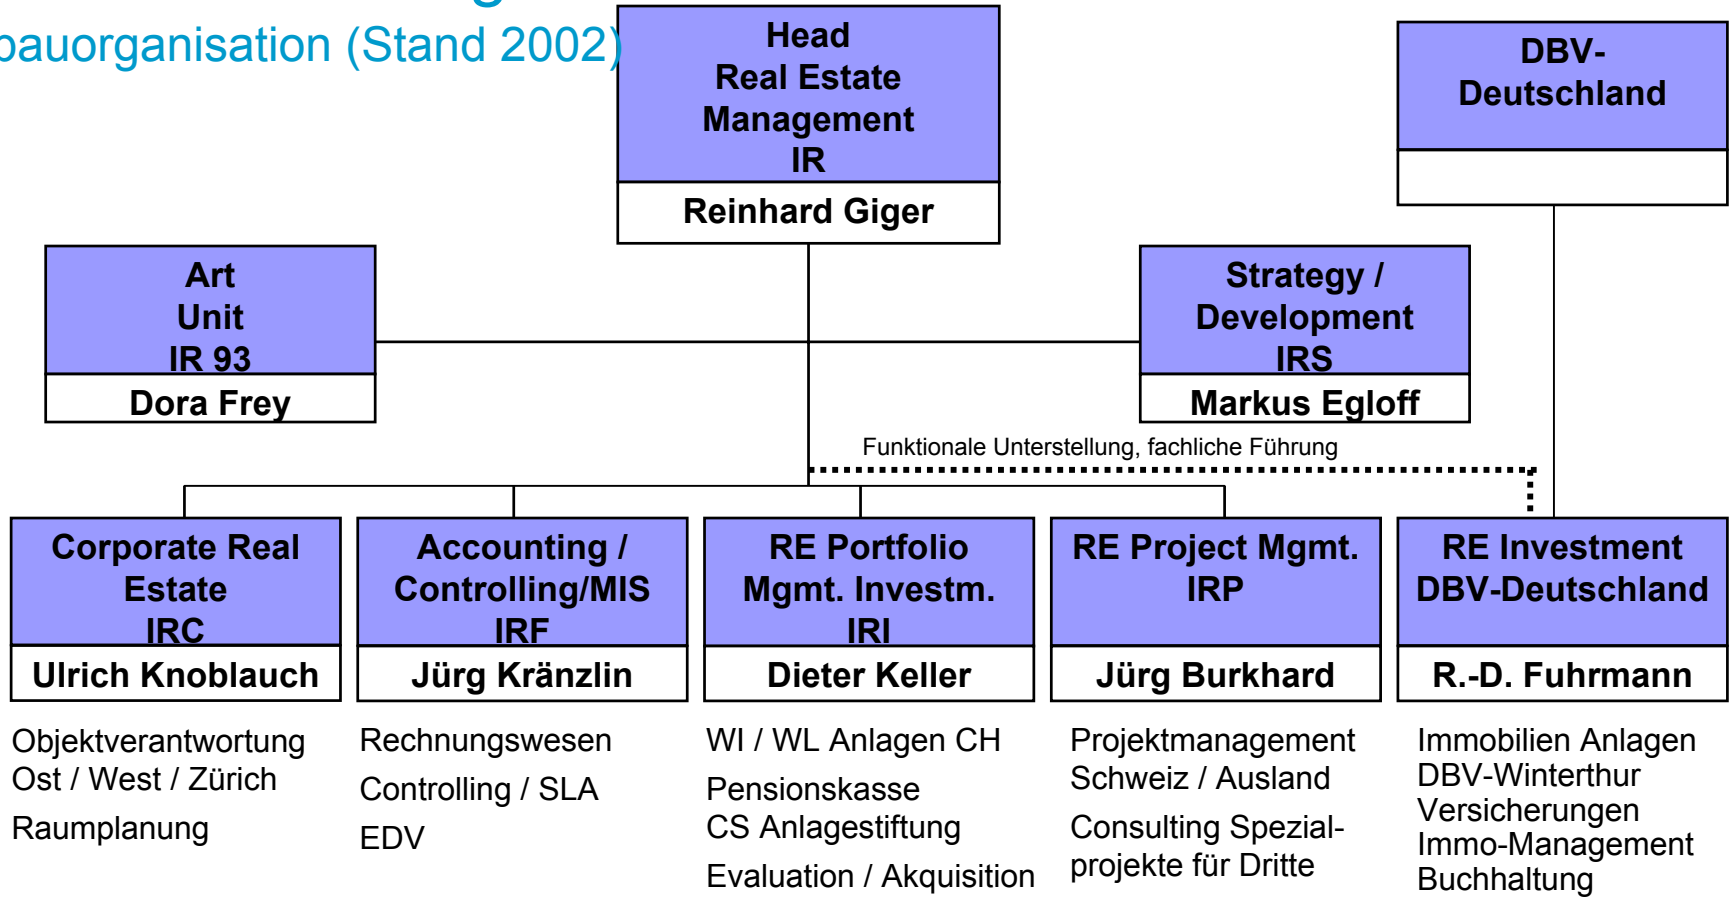 (Stand 2002)
Head
Real Estate
Management
IR
Reinhard Giger
DBV-
Deutschland
Art
Unit
IR 93
Dora Frey
Strategy /
Development
IRS
Markus Egloff
Funktionale Unterstellung, fachliche Führung
Corporate Real
Estate
IRC
Ulrich Knoblauch
Objektverantwortung
Ost / West / Zürich
Raumplanung
Accounting /
Controlling/MIS
IRF
Jürg Kränzlin
Rechnungswesen
Controlling / SLA
EDV
RE Portfolio
Mgmt. Investm.
IRI
Dieter Keller
WI / WL Anlagen CH
Pensionskasse
CS Anlagestiftung
Evaluation / Akquisition
RE Project Mgmt.
IRP
Jürg Burkhard
Projektmanagement
Schweiz / Ausland
Consulting Spezial-
projekte für Dritte
RE Investment
DBV-Deutschland
R.-D. Fuhrmann
Immobilien Anlagen
DBV-Winterthur
Versicherungen
Immo-Management
Buchhaltung